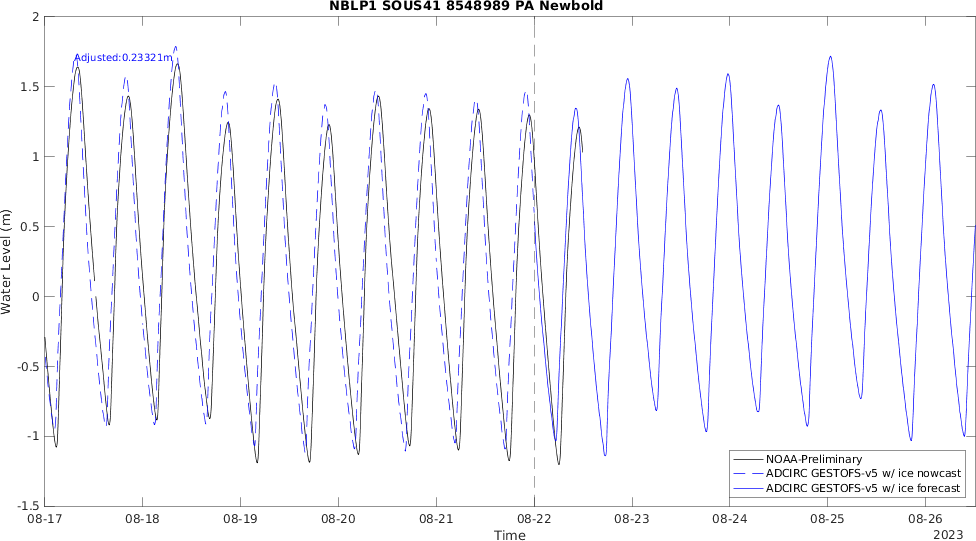 NBLP1 SOUS41 8548989 PA Newbold
2
Adjusted:0.23321m
1.5
1
0.5
Water Level (m)
0
-0.5
-1
-1.5
NOAA-Preliminary
ADCIRC GESTOFS-v5 w/ ice nowcast
ADCIRC GESTOFS-v5 w/ ice forecast
08-17 08-18 08-19 08-20 08-21 08-22 08-23 08-24 08-25 08-26
Time
2023